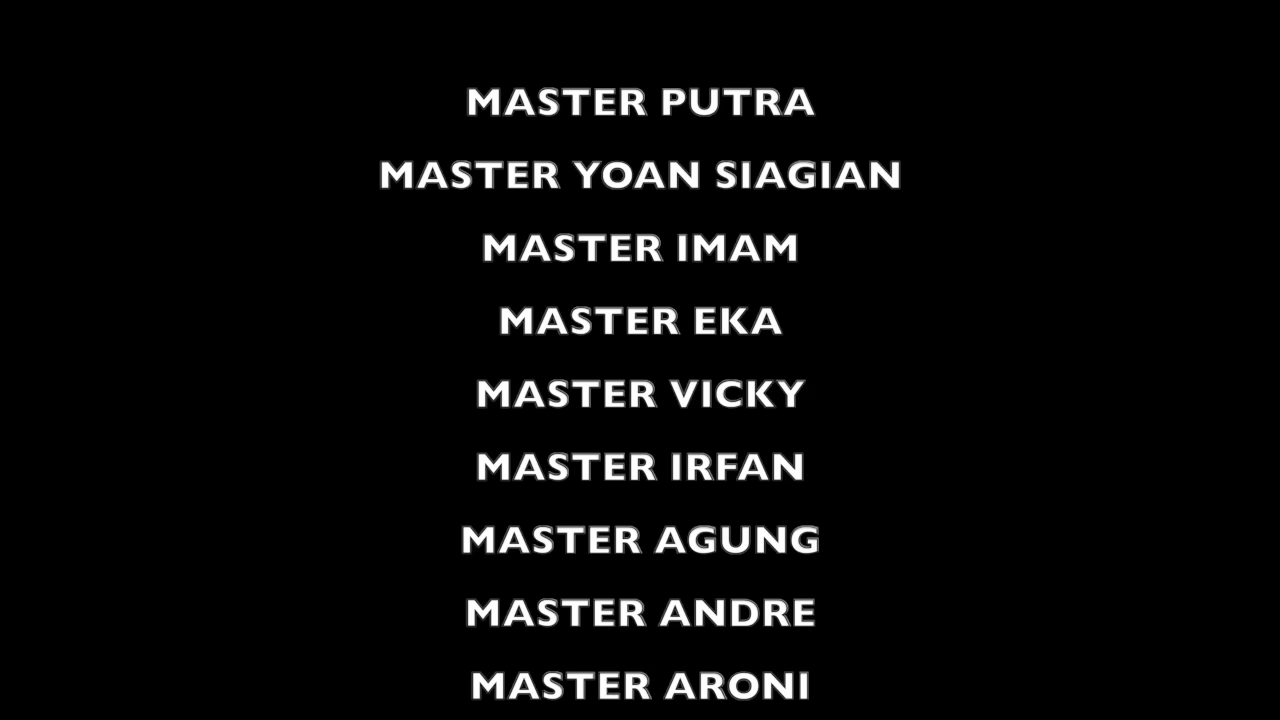 MASTER PUTRA
MASTER YOAN SIAGIAN
MASTER IMAM
MASTER EKA
MASTER VICKY
MASTER IRFAN
MASTER AGUNG
MASTER ANDRE
MASTER ARONI